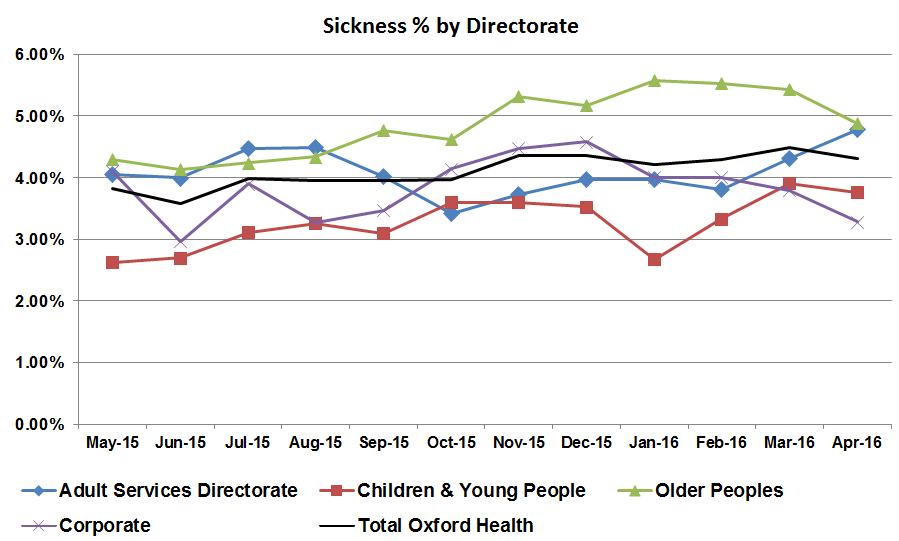 Sickness % by Directorate
6.00%
5.00%
4.00%
3.00%
2.00%
1.00%
0.00%
May-15 Jun-15 Jul-15 Aug-15 Sep-15 Oct-15 Nov-15 Dec-15 Jan-16 Feb-16 Mar-16 Apr-16
Adult Services Directorate Children & Young People Older Peoples
Corporate Total Oxford Health